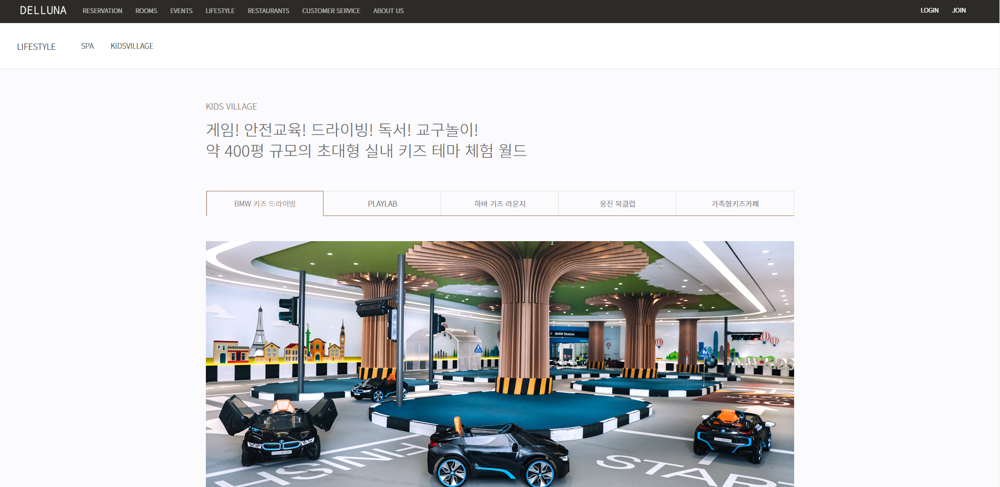 DELLUNA RESERVATION ROOMS EVENTS LIFESTYLE RESTAURANTS CUSTOMER SERVICE ABOUT US LOGIN JOIN
LIFESTYLE SPA KIDSVILLAGE
KIDS VILLAGE
게임! 안전교육! 드라이빙! 독서! 교구놀이!
약 400평 규모의 초대형 실내 키즈 테마 체험 월드
BMW 키즈 드라이빙 PLAYLAB 하바 기즈 라운지 웅진 북클럽 가족형키즈카페
BMW Station
2
30
FINISH
START